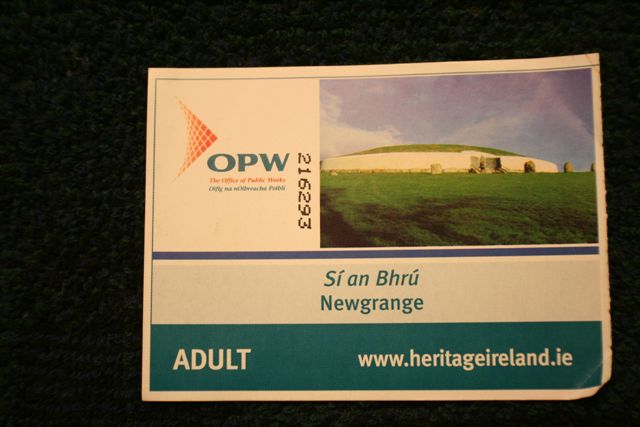 OPW
The Office of Public Works
Oifig na nOibreacha Poiblí
216293
Sí an Bhrú
Newgrange
ADULT
www.heritageireland.ie